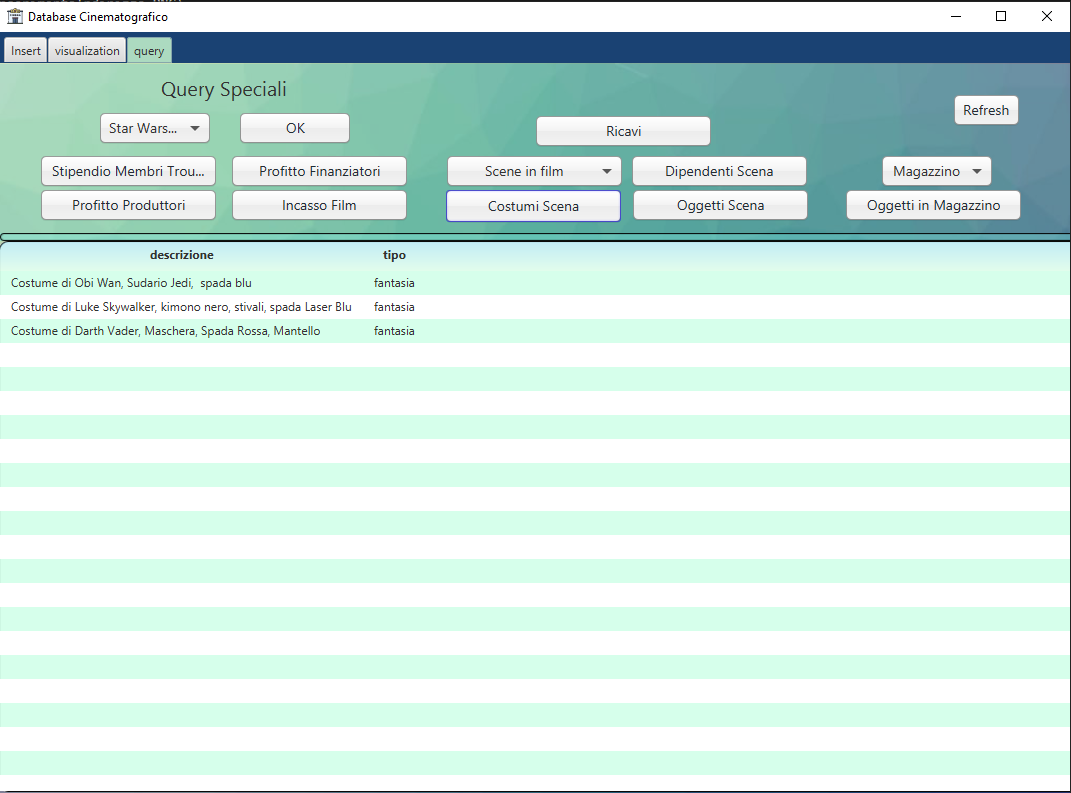 Database Cinematografico
Insert visualization query
Query Speciali
Refresh
Star Wars... OK Ricavi
Stipendio Membri Trou... Profitto Finanziatori Scene in film Dipendenti Scena Magazzino
Profitto Produttori Incasso Film Costumi Scena Oggetti Scena Oggetti in Magazzino
descrizione tipo
Costume di Obi Wan, Sudario Jedi, spada blu fantasia
Costume di Luke Skywalker, kimono nero, stivali, spada Laser Blu fantasia
Costume di Darth Vader, Maschera, Spada Rossa, Mantello fantasia